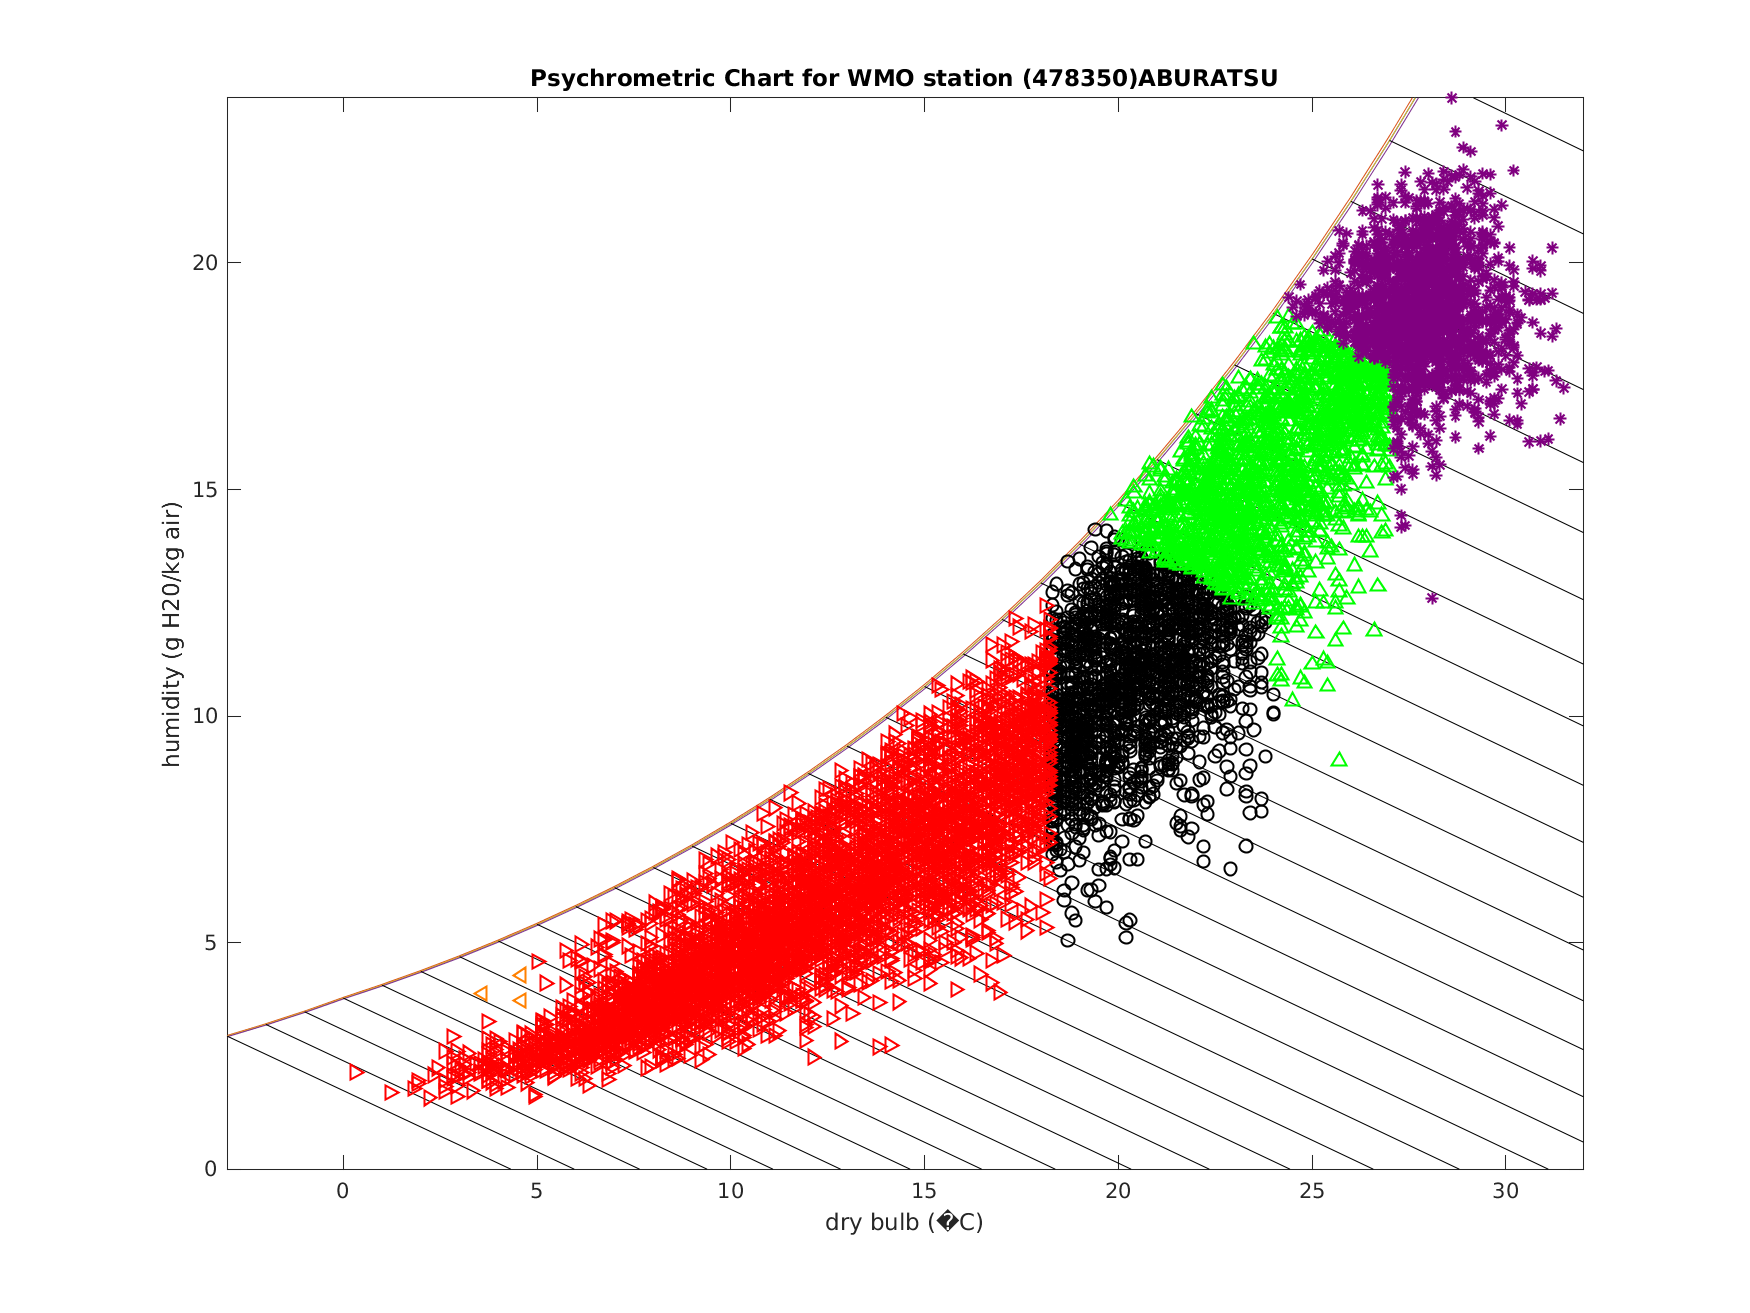 Psychrometric Chart for WMO station (478350)ABURATSU
humidity (g H20/kg air)
20
15
10
5
0
0 5 10 15 20 25 30
dry bulb (�C)